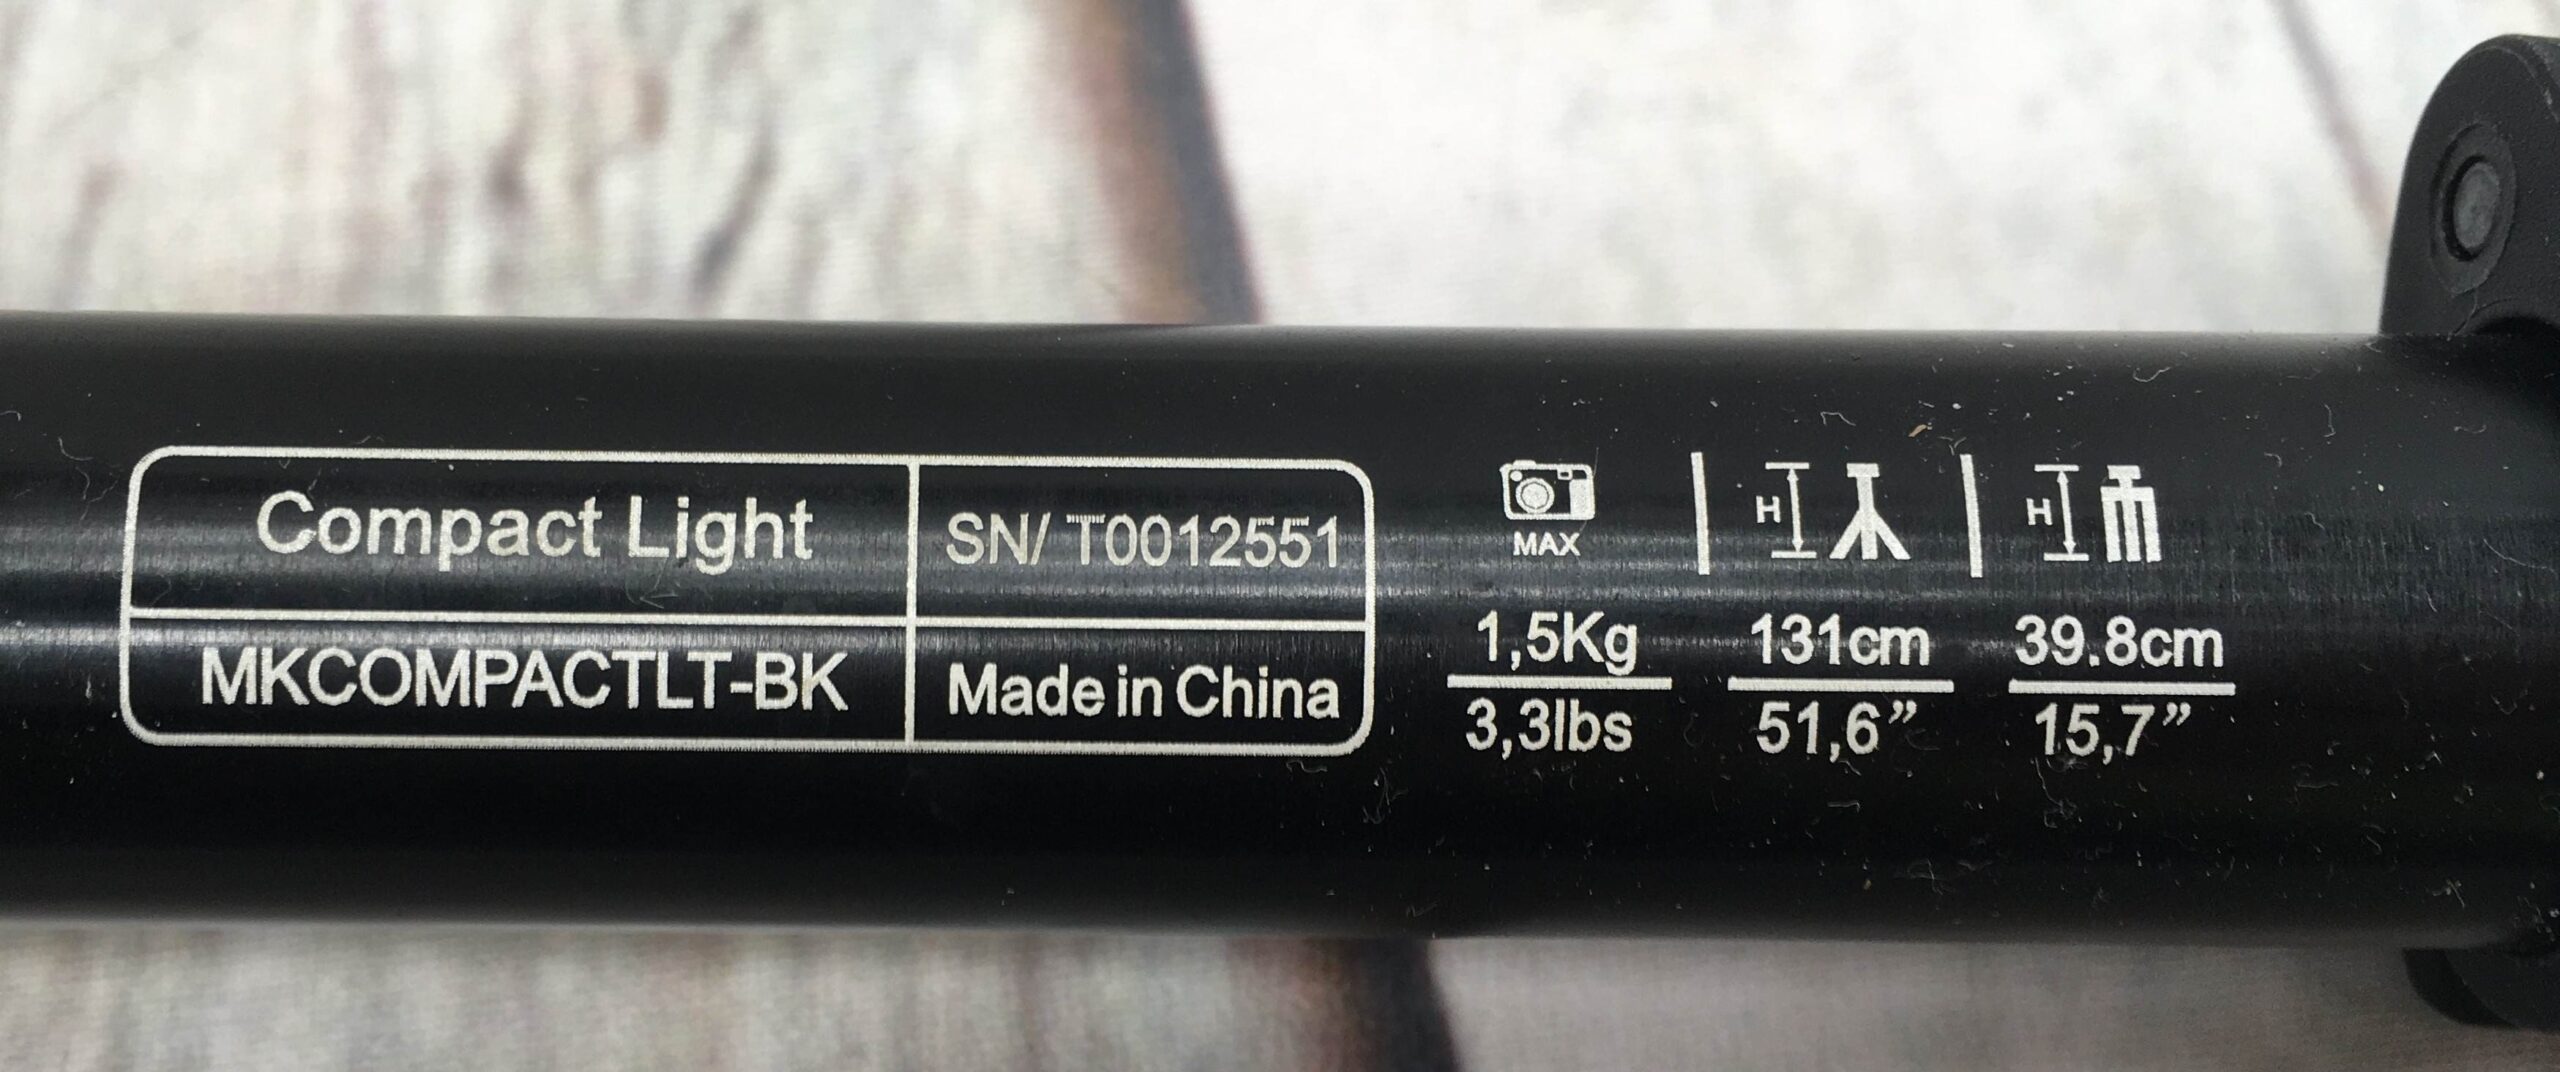 Compact Light
SN/ T0012551
MKCOMPACTLT-BK
Made in China
MAX
1,5Kg
3,3lbs
H
131cm
51,6”
H
39.8cm
15,7”